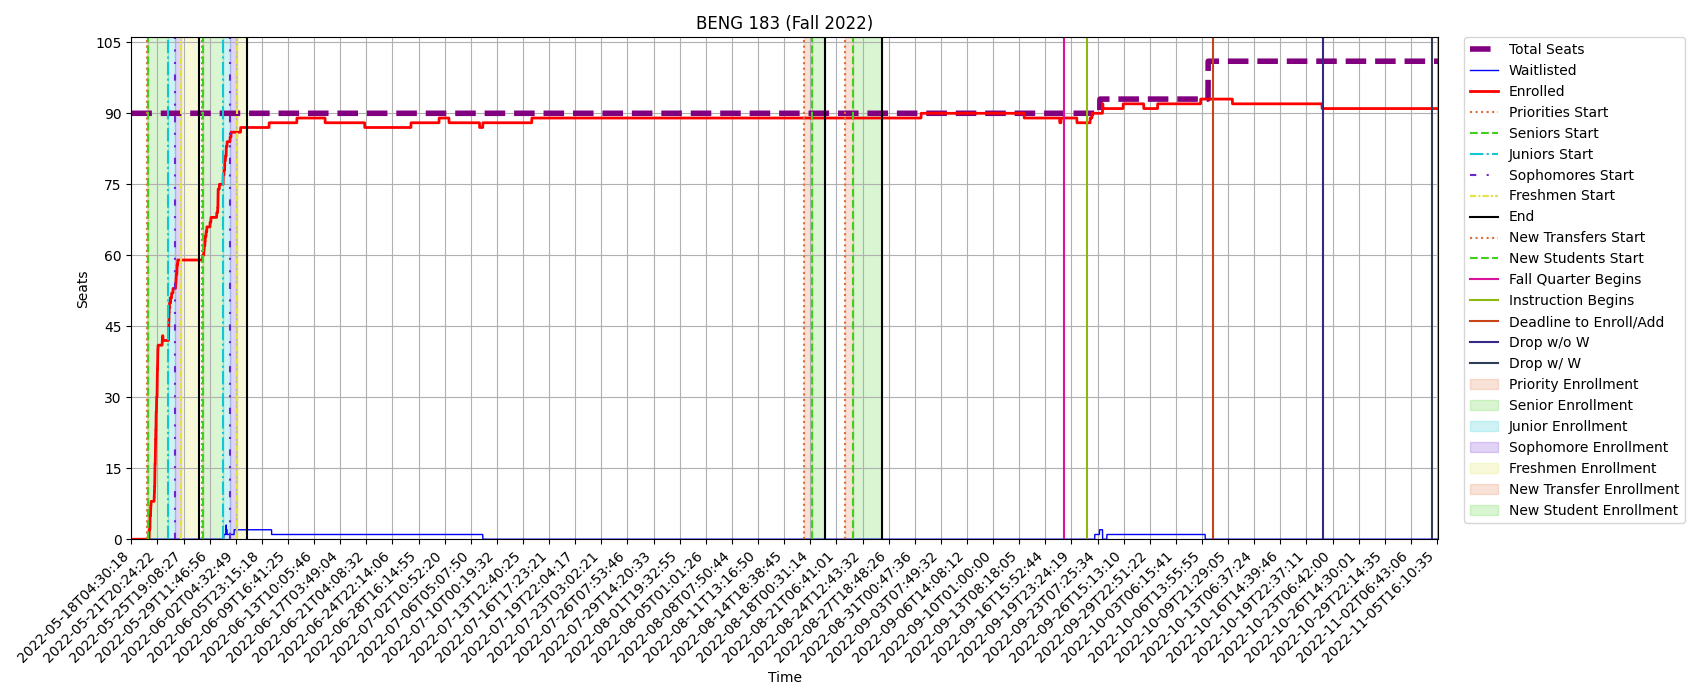 BENG 183 (Fall 2022)
105
90
75
60
45
30
15
0
Seats
2022-05-18T04:30:18
2022-05-21T20:24:22
2022-05-25T19:08:27
2022-05-29T11:46:56
2022-06-02T04:32:49
2022-06-05T23:15:18
2022-06-09T16:41:25
2022-06-13T10:05:46
2022-06-17T03:49:04
2022-06-21T04:08:32
2022-06-24T22:14:06
2022-06-28T16:14:55
2022-07-02T10:52:20
2022-07-06T05:07:50
2022-07-10T00:19:32
2022-07-13T12:40:25
2022-07-16T17:23:21
2022-07-19T22:04:17
2022-07-23T03:02:21
2022-07-26T07:53:46
2022-07-29T14:20:33
2022-08-01T19:32:55
2022-08-05T01:01:26
2022-08-08T07:50:44
2022-08-11T13:16:50
2022-08-14T18:38:45
2022-08-18T00:31:14
2022-08-21T06:41:01
2022-08-24T12:43:32
2022-08-27T18:48:26
2022-08-31T00:47:36
2022-09-03T07:49:32
2022-09-06T14:08:12
2022-09-10T01:00:00
2022-09-13T08:18:05
2022-09-16T15:52:44
2022-09-19T23:24:19
2022-09-23T07:25:34
2022-09-26T15:13:10
2022-09-29T22:51:22
2022-10-03T06:15:41
2022-10-06T13:55:55
2022-10-09T21:29:05
2022-10-13T06:37:24
2022-10-16T14:39:46
2022-10-19T22:37:11
2022-10-23T06:42:00
2022-10-26T14:30:01
2022-10-29T22:14:35
2022-11-02T06:43:06
2022-11-05T16:10:35
Time
Total Seats
Waitlisted
Enrolled
Priorities Start
Seniors Start
Juniors Start
Sophomores Start
Freshmen Start
End
New Transfers Start
New Students Start
Fall Quarter Begins
Instruction Begins
Deadline to Enroll/Add
Drop w/o W
Drop w/ W
Priority Enrollment
Senior Enrollment
Junior Enrollment
Sophomore Enrollment
Freshmen Enrollment
New Transfer Enrollment
New Student Enrollment